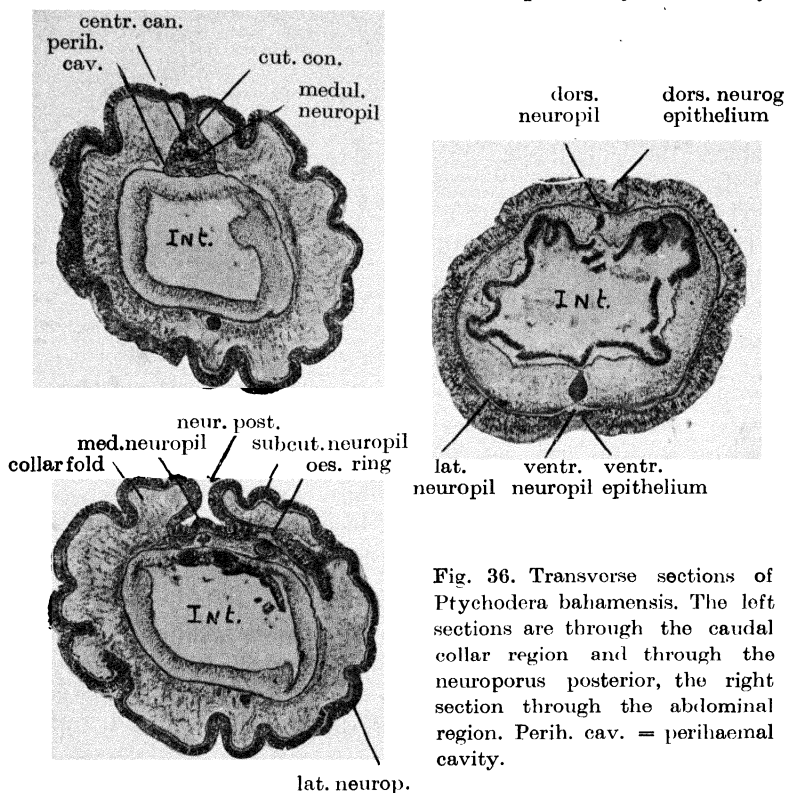 centr. can.
perih.
cav.
cut. con.
medul.
neuropil
Int.
dors.
neuropil
dors. neurog
epithelium
Int.
lat.
neuropil
ventr.
neuropil
ventr.
epithelium
neur. post.
med.neuropil
subcut. neuropil
collar fold
oes. ring
Int.
lat. neurop.
Fig. 36. Transverse sections of
Ptychodera bahamensis. The left
sections are through the caudal
collar region and through the
neuroporus posterior, the right
section through the abdominal
region. Perih. cav. = perihaemal
cavity.